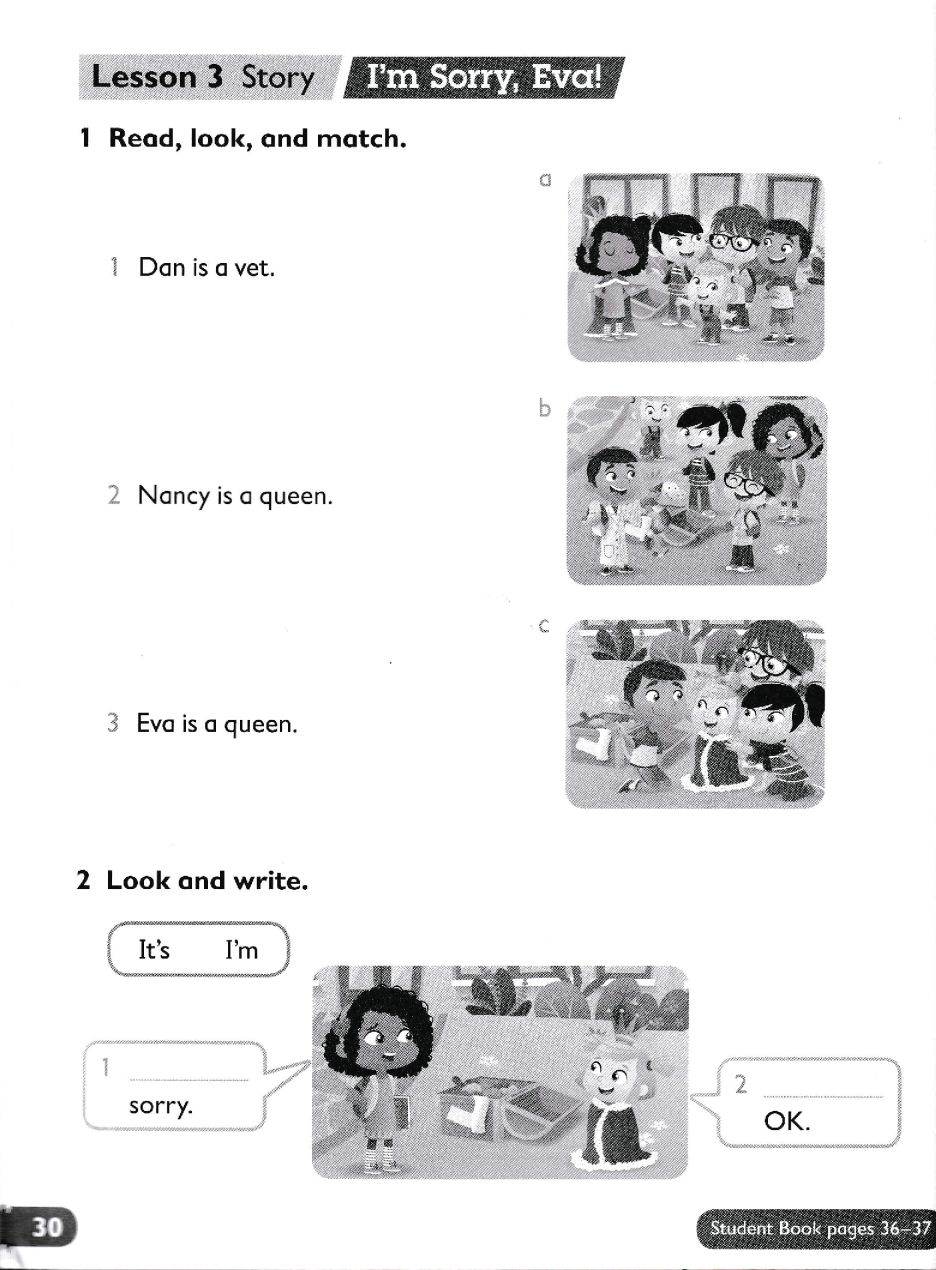 Lesson 3 Story I'm Sorry, Eva!
1 Read, look, and match.
a
1 Dan is a vet.
b
2 Nancy is a queen.
c
3 Eva is a queen.
2 Look and write.
It's I'm
1
sorry.
2
OK.
30
Student Book pages 36–37